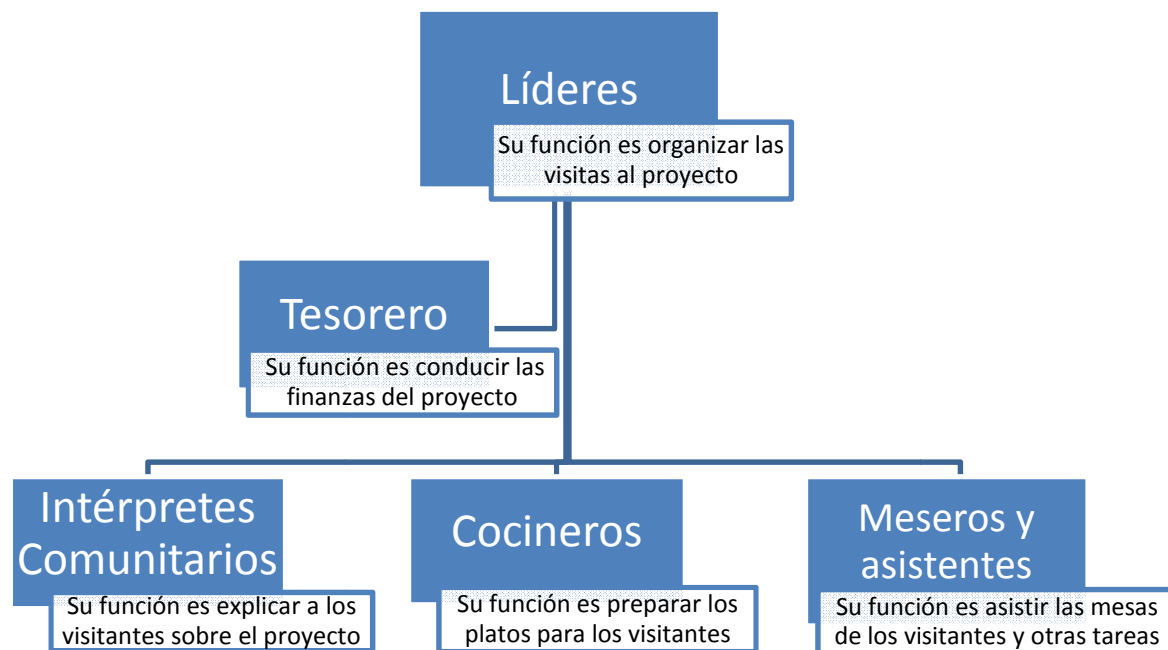 Líderes
Su función es organizar las
visitas al proyecto
Tesorero
Su función es conducir las
finanzas del proyecto
Intérpretes
Comunitarios
Su función es explicar a los
visitantes sobre el proyecto
Cocineros
Su función es preparar los
platos para los visitantes
Meseros y
asistentes
Su función es asistir las mesas
de los visitantes y otras tareas